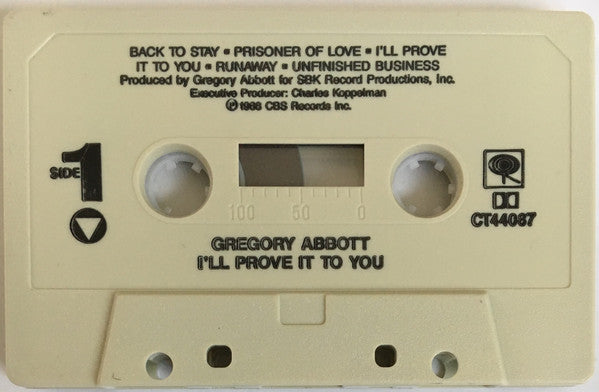 BACK TO STAY • PRISONER OF LOVE • I'LL PROVE
IT TO YOU • RUNAWAY • UNFINISHED BUSINESS
Produced by Gregory Abbott for SBK Record Productions, Inc.
Executive Producer: Charles Koppelman
℗1988 CBS Records Inc.
SIDE 1
100 50 0
CT44087
GREGORY ABBOTT
I'LL PROVE IT TO YOU